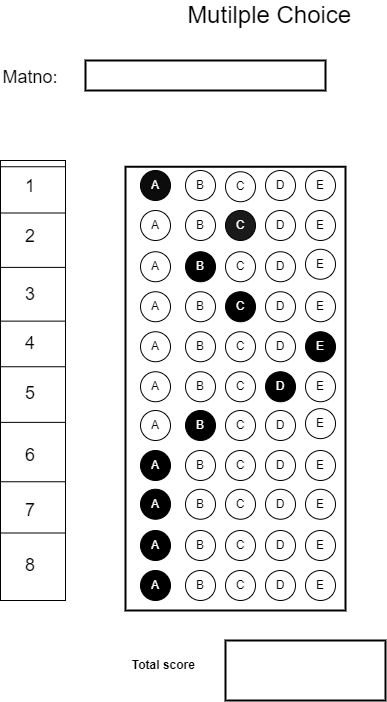 Mutilple Choice
Matno:
1 A B C D E
2 A B C D E
A B C D E
3 A B C D E
4 A B C D E
5 A B C D E
A B C D E
6 A B C D E
7 A B C D E
A B C D E
8 A B C D E
Total score